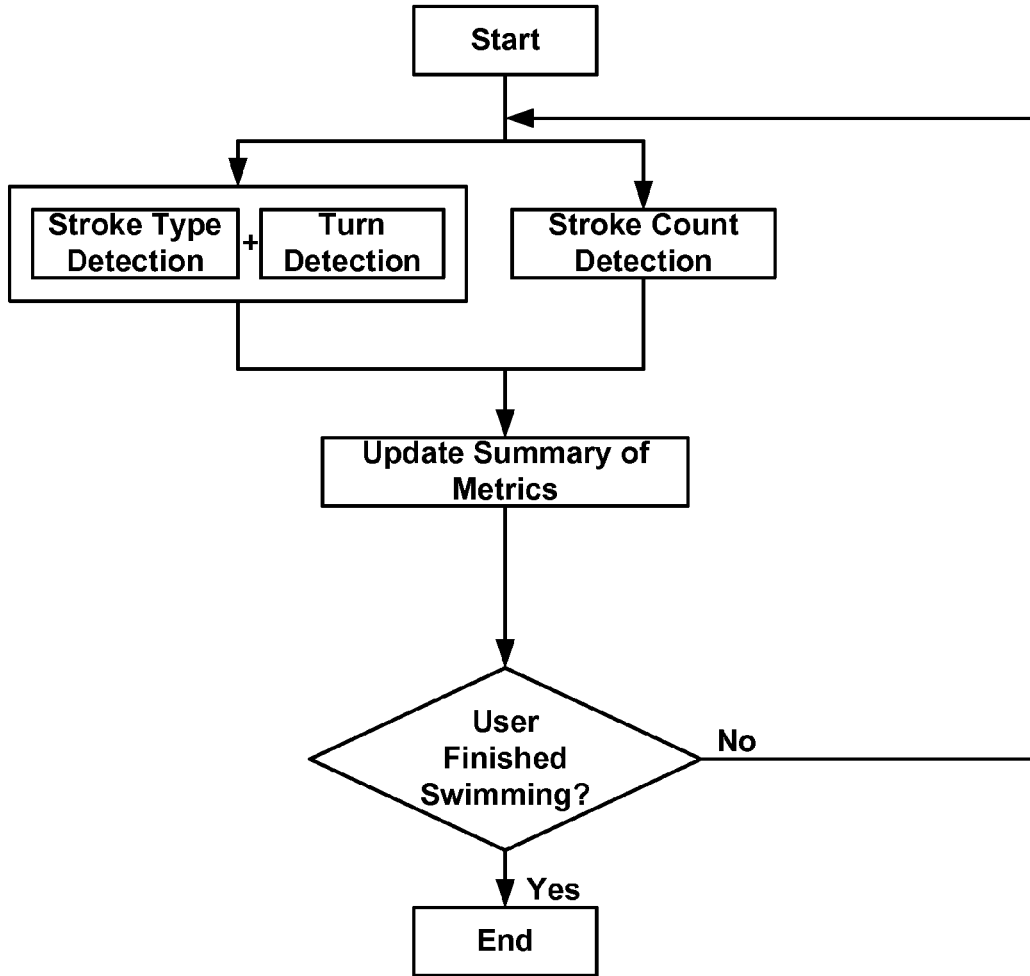 Start
Stroke Type
Detection
+
Turn
Detection
Stroke Count
Detection
Update Summary of
Metrics
User
Finished
Swimming?
No
Yes
End